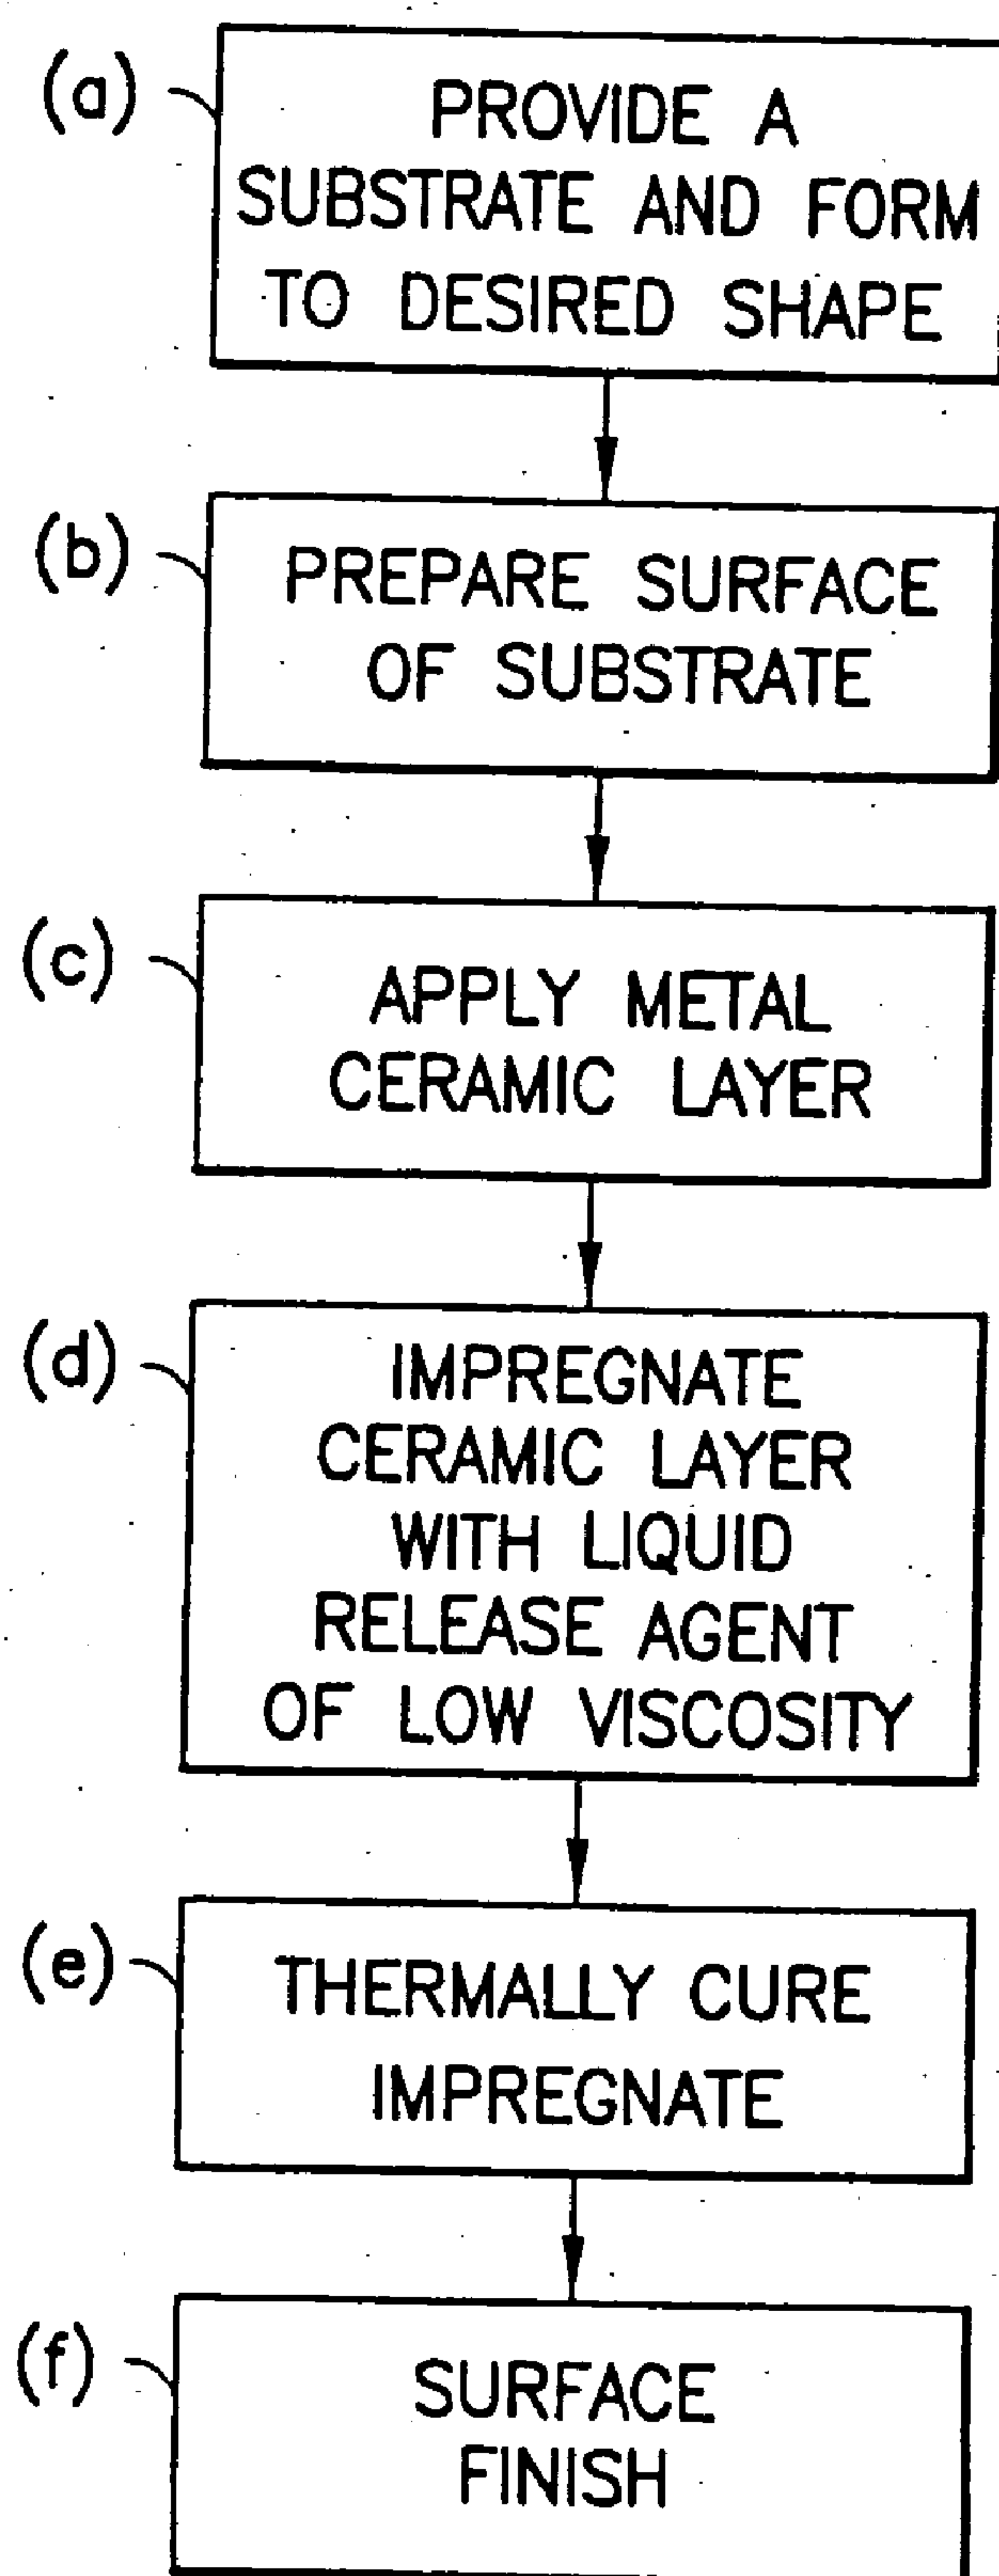 (a)
PROVIDE A
SUBSTRATE AND FORM
TO DESIRED SHAPE
(b)
PREPARE SURFACE
OF SUBSTRATE
(c)
APPLY METAL
CERAMIC LAYER
(d)
IMPREGNATE
CERAMIC LAYER
WITH LIQUID
RELEASE AGENT
OF LOW VISCOSITY
(e)
THERMALLY CURE
IMPREGNATE
(f)
SURFACE
FINISH